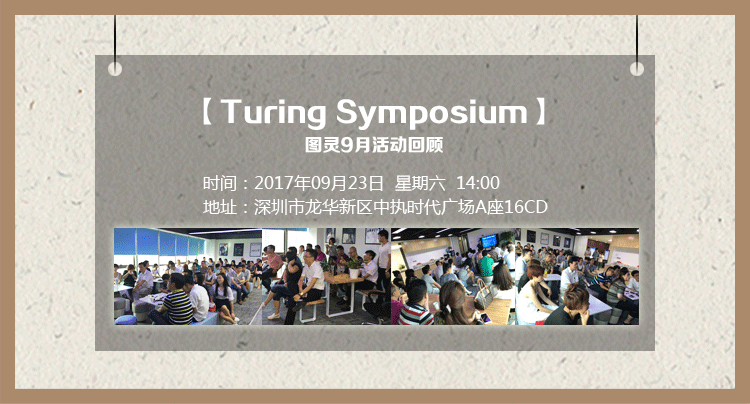 【Turing Symposium】
图灵9月活动回顾
时间：2017年09月23日 星期六 14:00
地址：深圳市龙华新区中执时代广场A座16CD